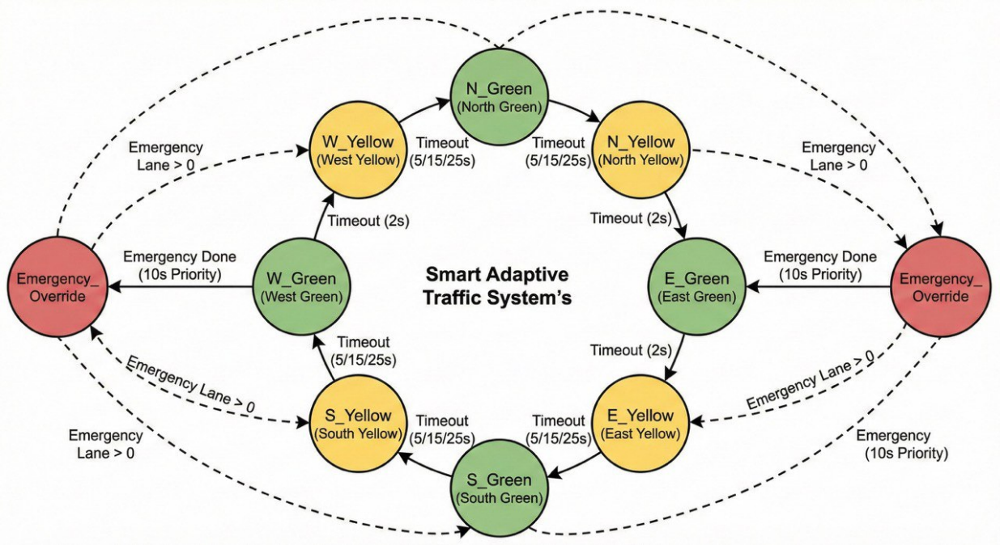 N_Green
(North Green)
W_Yellow
(West Yellow)
Timeout
(5/15/25s)
Timeout
(5/15/25s)
N_Yellow
(North Yellow)
Emergency
Lane > 0
Emergency
Lane > 0
Timeout (2s)
Timeout (2s)
Emergency_
Override
Emergency Done
(10s Priority)
W_Green
(West Green)
Smart Adaptive
Traffic System’s
E_Green
(East Green)
Emergency Done
(10s Priority)
Emergency_
Override
Timeout
(5/15/25s)
Timeout (2s)
Emergency Lane > 0
Emergency Lane > 0
S_Yellow
(South Yellow)
Timeout
(5/15/25s)
Timeout
(5/15/25s)
E_Yellow
(East Yellow)
Emergency
Lane > 0
Emergency
(10s Priority)
S_Green
(South Green)